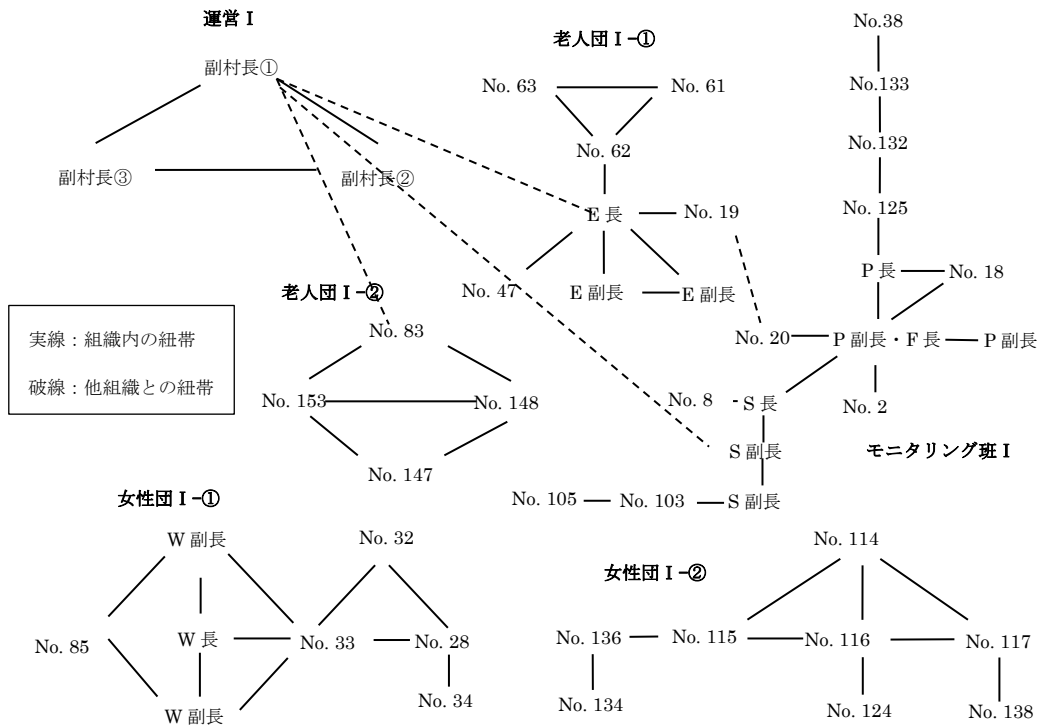 運営Ⅰ
副村長①
副村長③
副村長②
老人団Ⅰ-①
No. 63
No. 61
No. 62
E 長
No. 19
No. 47
E 副長
E 副長
No.38
No.133
No.132
No. 125
P 長
No. 18
No. 20
P 副長・F 長
P 副長
No. 8
S 長
No. 2
S 副長
モニタリング班Ⅰ
No. 105
No. 103
S 副長
老人団Ⅰ-②
No. 83
No. 153
No. 148
No. 147
実線：組織内の紐帯
破線：他組織との紐帯
女性団Ⅰ-①
W 副長
No. 32
No. 85
W 長
No. 33
No. 28
No. 34
W 副長
女性団Ⅰ-②
No. 114
No. 136
No. 115
No. 116
No. 117
No. 134
No. 124
No. 138